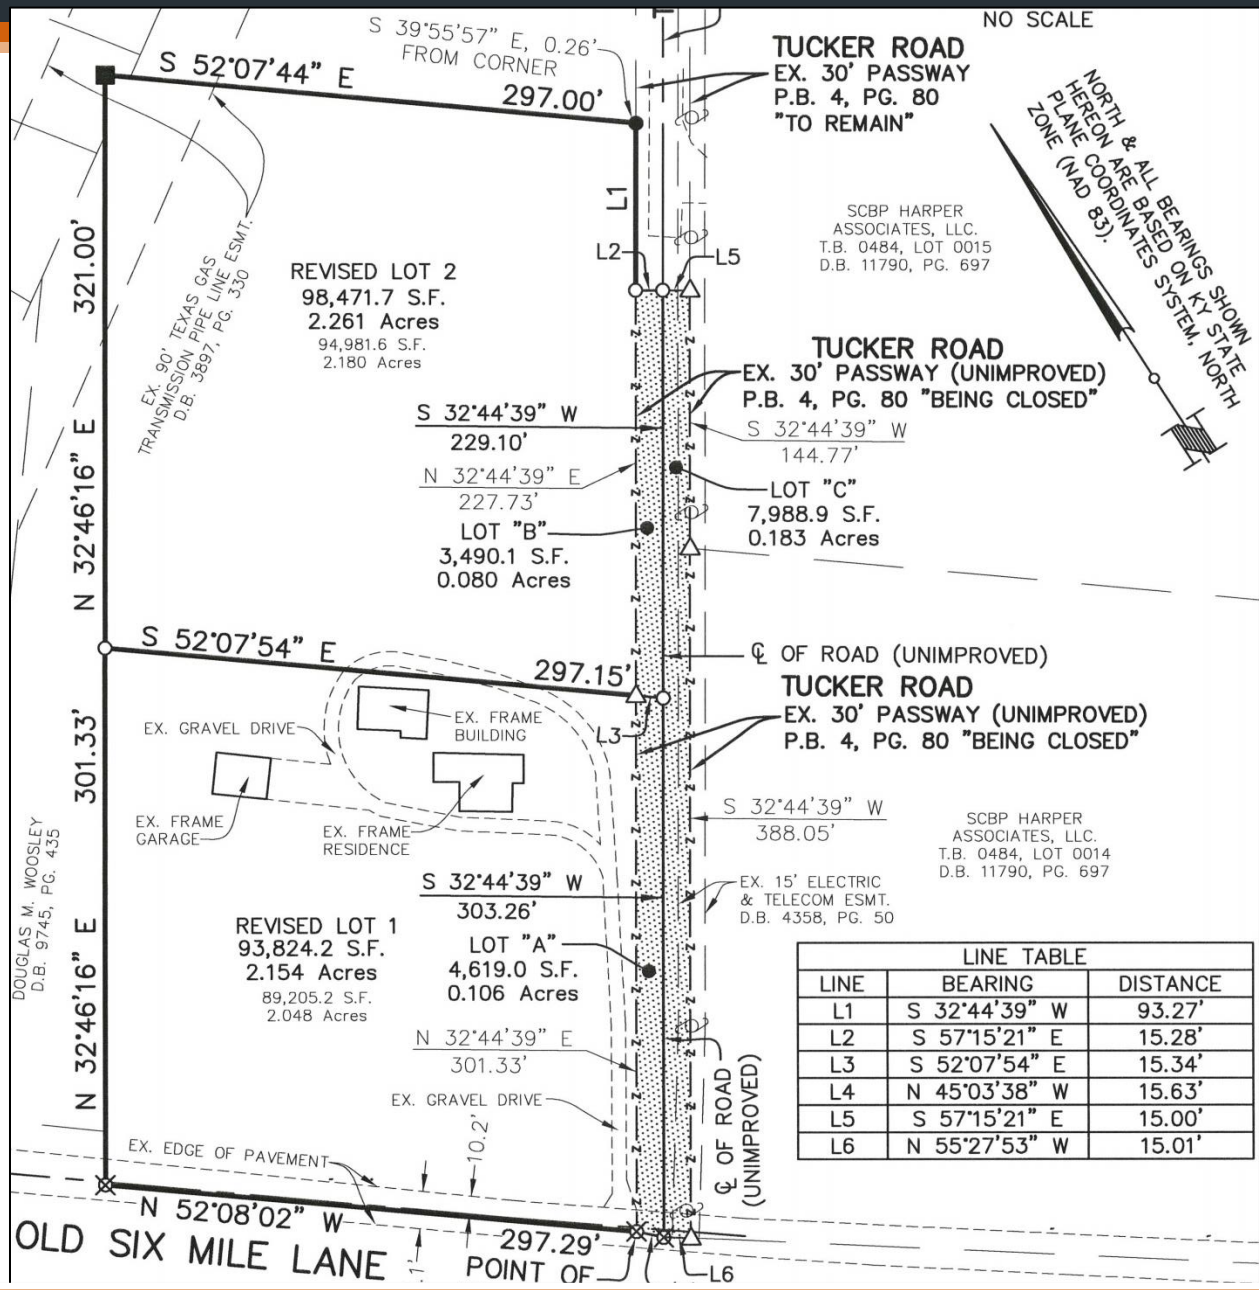 NO SCALE
S 39°55'57" E, 0.26'
FROM CORNER
S 52°07'44" E
297.00'
TUCKER ROAD
EX. 30' PASSWAY
P.B. 4, PG. 80
"TO REMAIN"
NORTH & ALL BEARINGS SHOWN
HEREON ARE BASED ON KY STATE
PLANE COORDINATES SYSTEM, NORTH
ZONE (NAD 83).
L1
SCBP HARPER
ASSOCIATES, LLC.
T.B. 0484, LOT 0015
D.B. 11790, PG. 697
L2
L5
321.00'
N 32°46'16" E
EX. 90' TEXAS GAS
TRANSMISSION PIPE LINE ESMT.
D.B. 3897, PG. 330
REVISED LOT 2
98,471.7 S.F.
2.261 Acres
94,981.6 S.F.
2.180 Acres
TUCKER ROAD
EX. 30' PASSWAY (UNIMPROVED)
P.B. 4, PG. 80 "BEING CLOSED"
S 32°44'39" W
229.10'
S 32°44'39" W
144.77'
N 32°44'39" E
227.73'
LOT "C"
7,988.9 S.F.
0.183 Acres
LOT "B"
3,490.1 S.F.
0.080 Acres
S 52°07'54" E
297.15'
℄ OF ROAD (UNIMPROVED)
TUCKER ROAD
EX. 30' PASSWAY (UNIMPROVED)
P.B. 4, PG. 80 "BEING CLOSED"
L3
EX. GRAVEL DRIVE
EX. FRAME
BUILDING
301.33'
N 32°46'16" E
EX. FRAME
GARAGE
EX. FRAME
RESIDENCE
S 32°44'39" W
388.05'
SCBP HARPER
ASSOCIATES, LLC.
T.B. 0484, LOT 0014
D.B. 11790, PG. 697
DOUGLAS M. WOOSLEY
D.B. 9745, PG. 435
S 32°44'39" W
303.26'
EX. 15' ELECTRIC
& TELECOM ESMT.
D.B. 4358, PG. 50
REVISED LOT 1
93,824.2 S.F.
2.154 Acres
89,205.2 S.F.
2.048 Acres
LOT "A"
4,619.0 S.F.
0.106 Acres
N 32°44'39" E
301.33'
LINE TABLE
LINE BEARING DISTANCE
L1 S 32°44'39" W 93.27'
L2 S 57°15'21" E 15.28'
L3 S 52°07'54" E 15.34'
L4 N 45°03'38" W 15.63'
L5 S 57°15'21" E 15.00'
L6 N 55°27'53" W 15.01'
EX. GRAVEL DRIVE
10.2'
℄ OF ROAD
(UNIMPROVED)
EX. EDGE OF PAVEMENT
N 52°08'02" W
297.29'
OLD SIX MILE LANE
POINT OF
L6